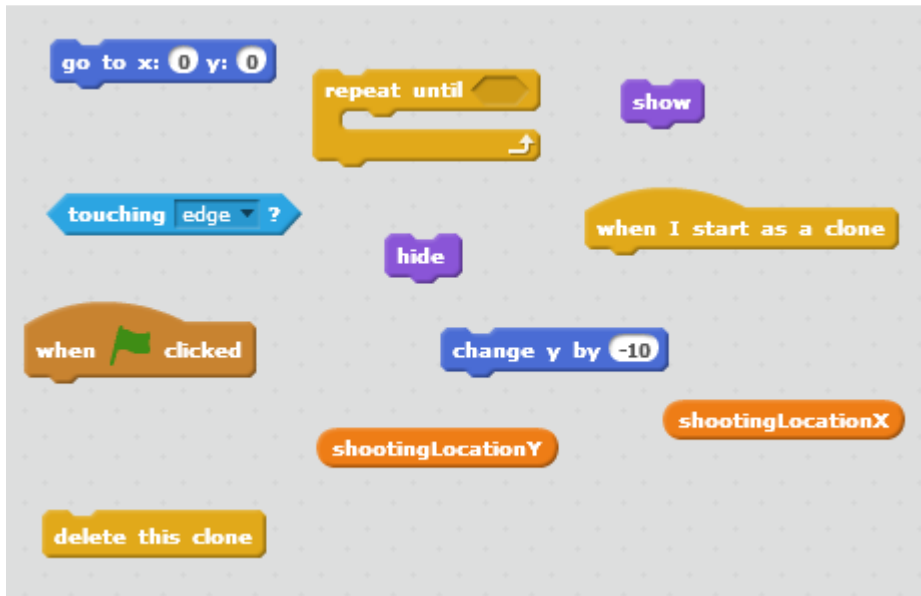 go to x: 0 y: 0
repeat until
show
touching edge ?
when I start as a clone
hide
when clicked
change y by -10
shootingLocationX
shootingLocationY
delete this clone